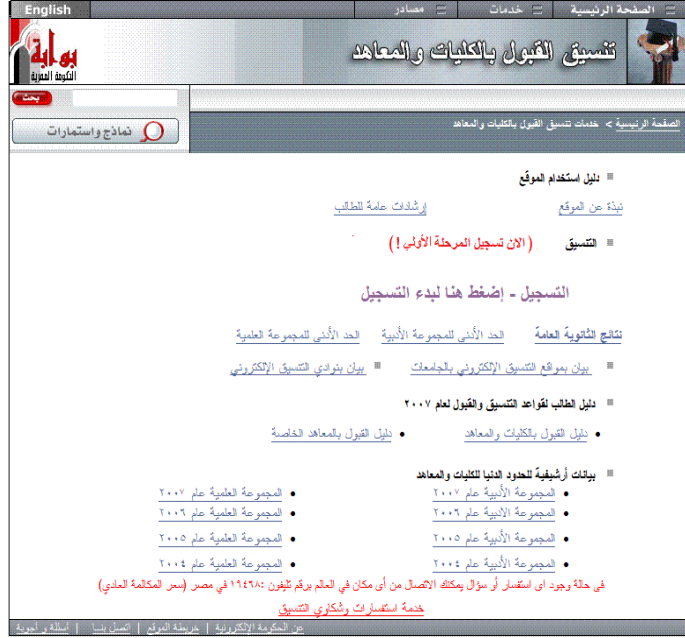 الصفحة الرئيسية خدمات مصادر English
تنسيق القبول بالكليات والمعاهد
بوابة
الحكومة المصرية
بحث
نماذج واستمارات
الصفحة الرئيسية > خدمات تنسيق القبول بالكليات والمعاهد
دليل استخدام الموقع
نبذة عن الموقع إرشادات عامة للطالب
التنسيق (الان تسجيل المرحلة الأولي !)
التسجيل - إضغط هنا لبدء التسجيل
نتائج الثانوية العامة الحد الأدنى للمجموعة الأدبية الحد الأدنى للمجموعة العلمية
بيان بمواقع التنسيق الإلكتروني بالجامعات بيان بنوادي التنسيق الإلكتروني
دليل الطالب لقواعد التنسيق والقبول لعام ٢٠٠٧
دليل القبول بالكليات والمعاهد دليل القبول بالمعاهد الخاصة
بيانات أرشيفية للحدود الدنيا للكليات والمعاهد
المجموعة الأدبية عام ٢٠٠٧ المجموعة العلمية عام ٢٠٠٧
المجموعة الادبية عام ٢٠٠٦ المجموعة العلمية عام ٢٠٠٦
المجموعة الأدبية عام ٢٠٠٥ المجموعة العلمية عام ٢٠٠٥
المجموعة الأدبية عام ٢٠٠٤ المجموعة العلمية عام ٢٠٠٤
فى حالة وجود اى استفسار أو سؤال يمكنك الاتصال من أى مكان في العالم برقم تليفون :١٩٤٦٨ في مصر (سعر المكالمة العادي)
خدمة استفسارات وشكاوي التنسيق
عن الحكومة الإلكترونية | خريطة الموقع | اتصل بنا | أسئلة و أجوبة